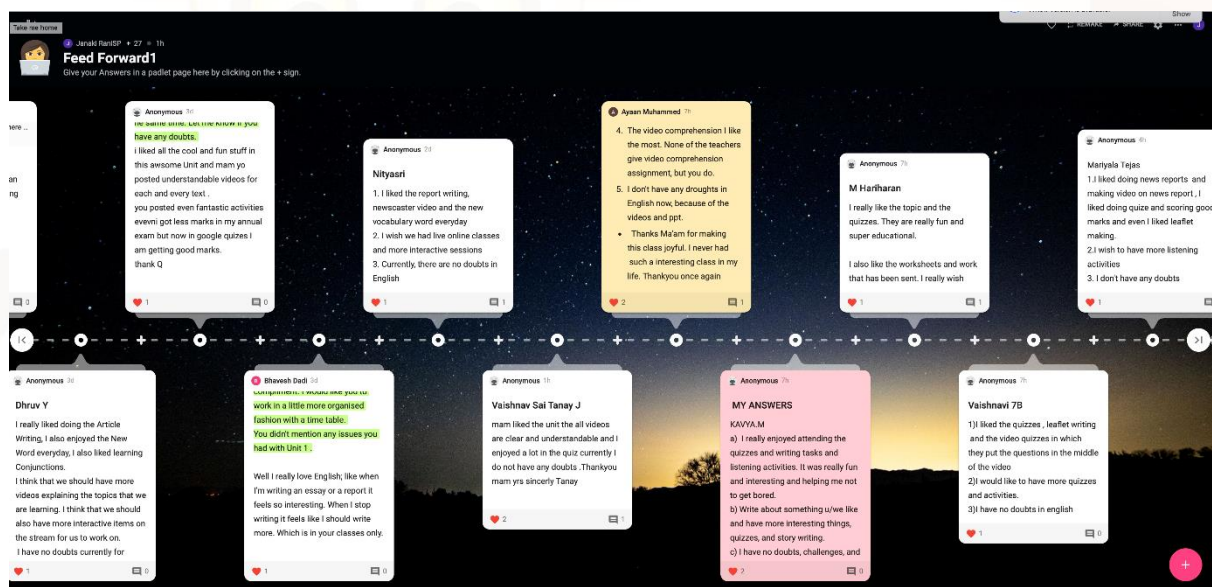 Show
Take me home
REMAKE
SHARE
J
J Janaki RaniSP + 27 • 1h
Feed Forward1
Give your Answers in a padlet page here by clicking on the + sign.
0
Anonymous 3d
he same time. Let me know if you
have any doubts.
i liked all the cool and fun stuff in
this awsome Unit and mam yo
posted understandable videos for
each and every text .
you posted even fantastic activities
evevni got less marks in my annual
exam but now in google quizes I
am getting good marks.
thank Q
1
0
Anonymous 2d
Nityasri
1. I liked the report writing,
newscaster video and the new
vocabulary word everyday
2. I wish we had live online classes
and more interactive sessions
3. Currently, there are no doubts in
English
1
1
A Ayaan Muhammed 7h
4. The video comprehension I like
the most. None of the teachers
give video comprehension
assignment, but you do.
5. I don't have any droughts in
English now, because of the
videos and ppt.
• Thanks Ma'am for making
this class joyful. I never had
such a interesting class in my
life. Thankyou once again
2
1
Anonymous 7h
M Hariharan
I really like the topic and the
quizzes. They are really fun and
super educational.
I also like the worksheets and work
that has been sent. I really wish
1
1
Anonymous 4h
Mariyala Tejas
1.I liked doing news reports and
making video on news report , I
liked doing quize and scoring good
marks and even I liked leaflet
making.
2.I wish to have more listening
activities
3. I don't have any doubts
1
Anonymous 3d
Dhruv Y
I really liked doing the Article
Writing, I also enjoyed the New
Word everyday, I also liked learning
Conjunctions.
I think that we should have more
videos explaining the topics that we
are learning. I think that we should
also have more interactive items on
the stream for us to work on.
I have no doubts currently for
1
0
B Bhavesh Dadi 3d
compliment. I would like you to
work in a little more organised
fashion with a time table.
You didn't mention any issues you
had with Unit 1 .
Well I really love English; like when
I'm writing an essay or a report it
feels so interesting. When I stop
writing it feels like I should write
more. Which is in your classes only.
1
0
Anonymous 1h
Vaishnav Sai Tanay J
mam liked the unit the all videos
are clear and understandable and I
enjoyed a lot in the quiz currently I
do not have any doubts .Thankyou
mam yrs sincerly Tanay
2
1
Anonymous 7h
MY ANSWERS
KAVYA.M
a) I really enjoyed attending the
quizzes and writing tasks and
listening activities. It was really fun
and interesting and helping me not
to get bored.
b) Write about something u/we like
and have more interesting things,
quizzes, and story writing.
c) I have no doubts, challenges, and
2
0
Anonymous 7h
Vaishnavi 7B
1)I liked the quizzes , leaflet writing
and the video quizzes in which
they put the questions in the middle
of the video
2)I would like to have more quizzes
and activities.
3)I have no doubts in english
1
0